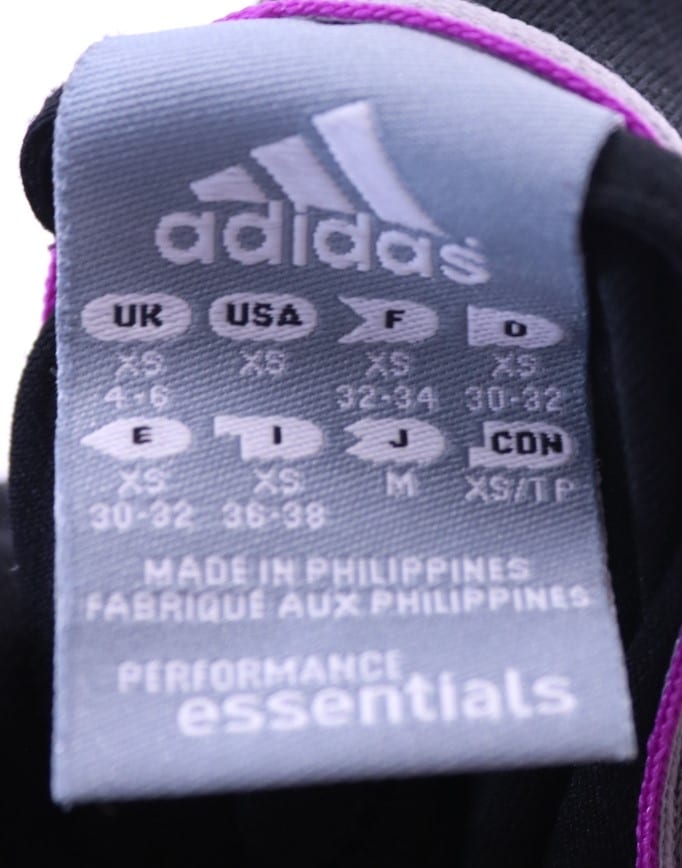 adidas
UK USA F D
XS XS XS XS
4-6 32-34 30-32
E I J CDN
XS XS M XS/TP
30-32 36-38
MADE IN PHILIPPINES
FABRIQUÉ AUX PHILIPPINES
PERFORMANCE
essentials